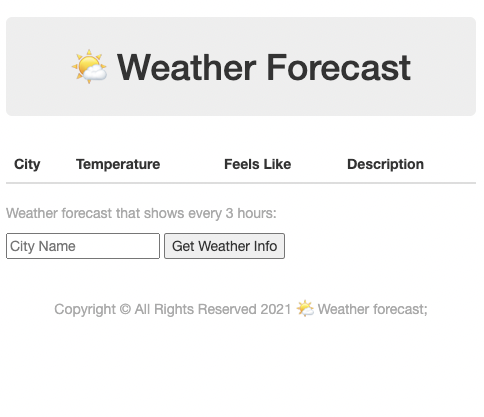 🌤️ Weather Forecast
City Temperature Feels Like Description
Weather forecast that shows every 3 hours:
City Name Get Weather Info
Copyright © All Rights Reserved 2021 🌤️ Weather forecast;